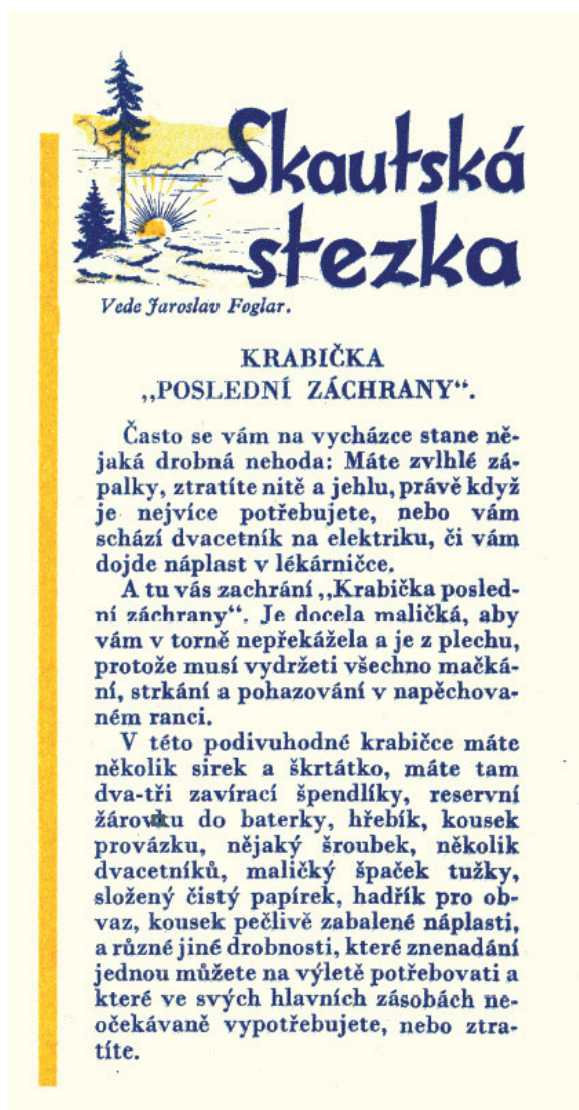 Skautská
stezka
Vede Jaroslav Foglar.
KRABIČKA
„POSLEDNÍ ZÁCHRANY“.
Často se vám na vycházce stane ně-
jaká drobná nehoda: Máte zvlhlé zá-
palky, ztratíte nitě a jehlu, právě když
je nejvíce potřebujete, nebo vám
schází dvacetník na elektriku, či vám
dojde náplast v lékárničce.
A tu vás zachrání „Krabička posled-
ní záchrany“. Je docela maličká, aby
vám v torně nepřekážela a je z plechu,
protože musí vydržeti všechno mačká-
ní, strkání a pohazování v napěchova-
ném ranci.
V této podivuhodné krabičce máte
několik sirek a škrtátko, máte tam
dva-tři zavírací špendlíky, reservní
žárovku do baterky, hřebík, kousek
provázku, nějaký šroubek, několik
dvacetníků, maličký špaček tužky,
složený čistý papírek, hadřík pro ob-
vaz, kousek pečlivě zabalené náplasti,
a různé jiné drobnosti, které znenadání
jednou můžete na výletě potřebovati a
které ve svých hlavních zásobách ne-
očekávaně vypotřebujete, nebo ztra-
títe.